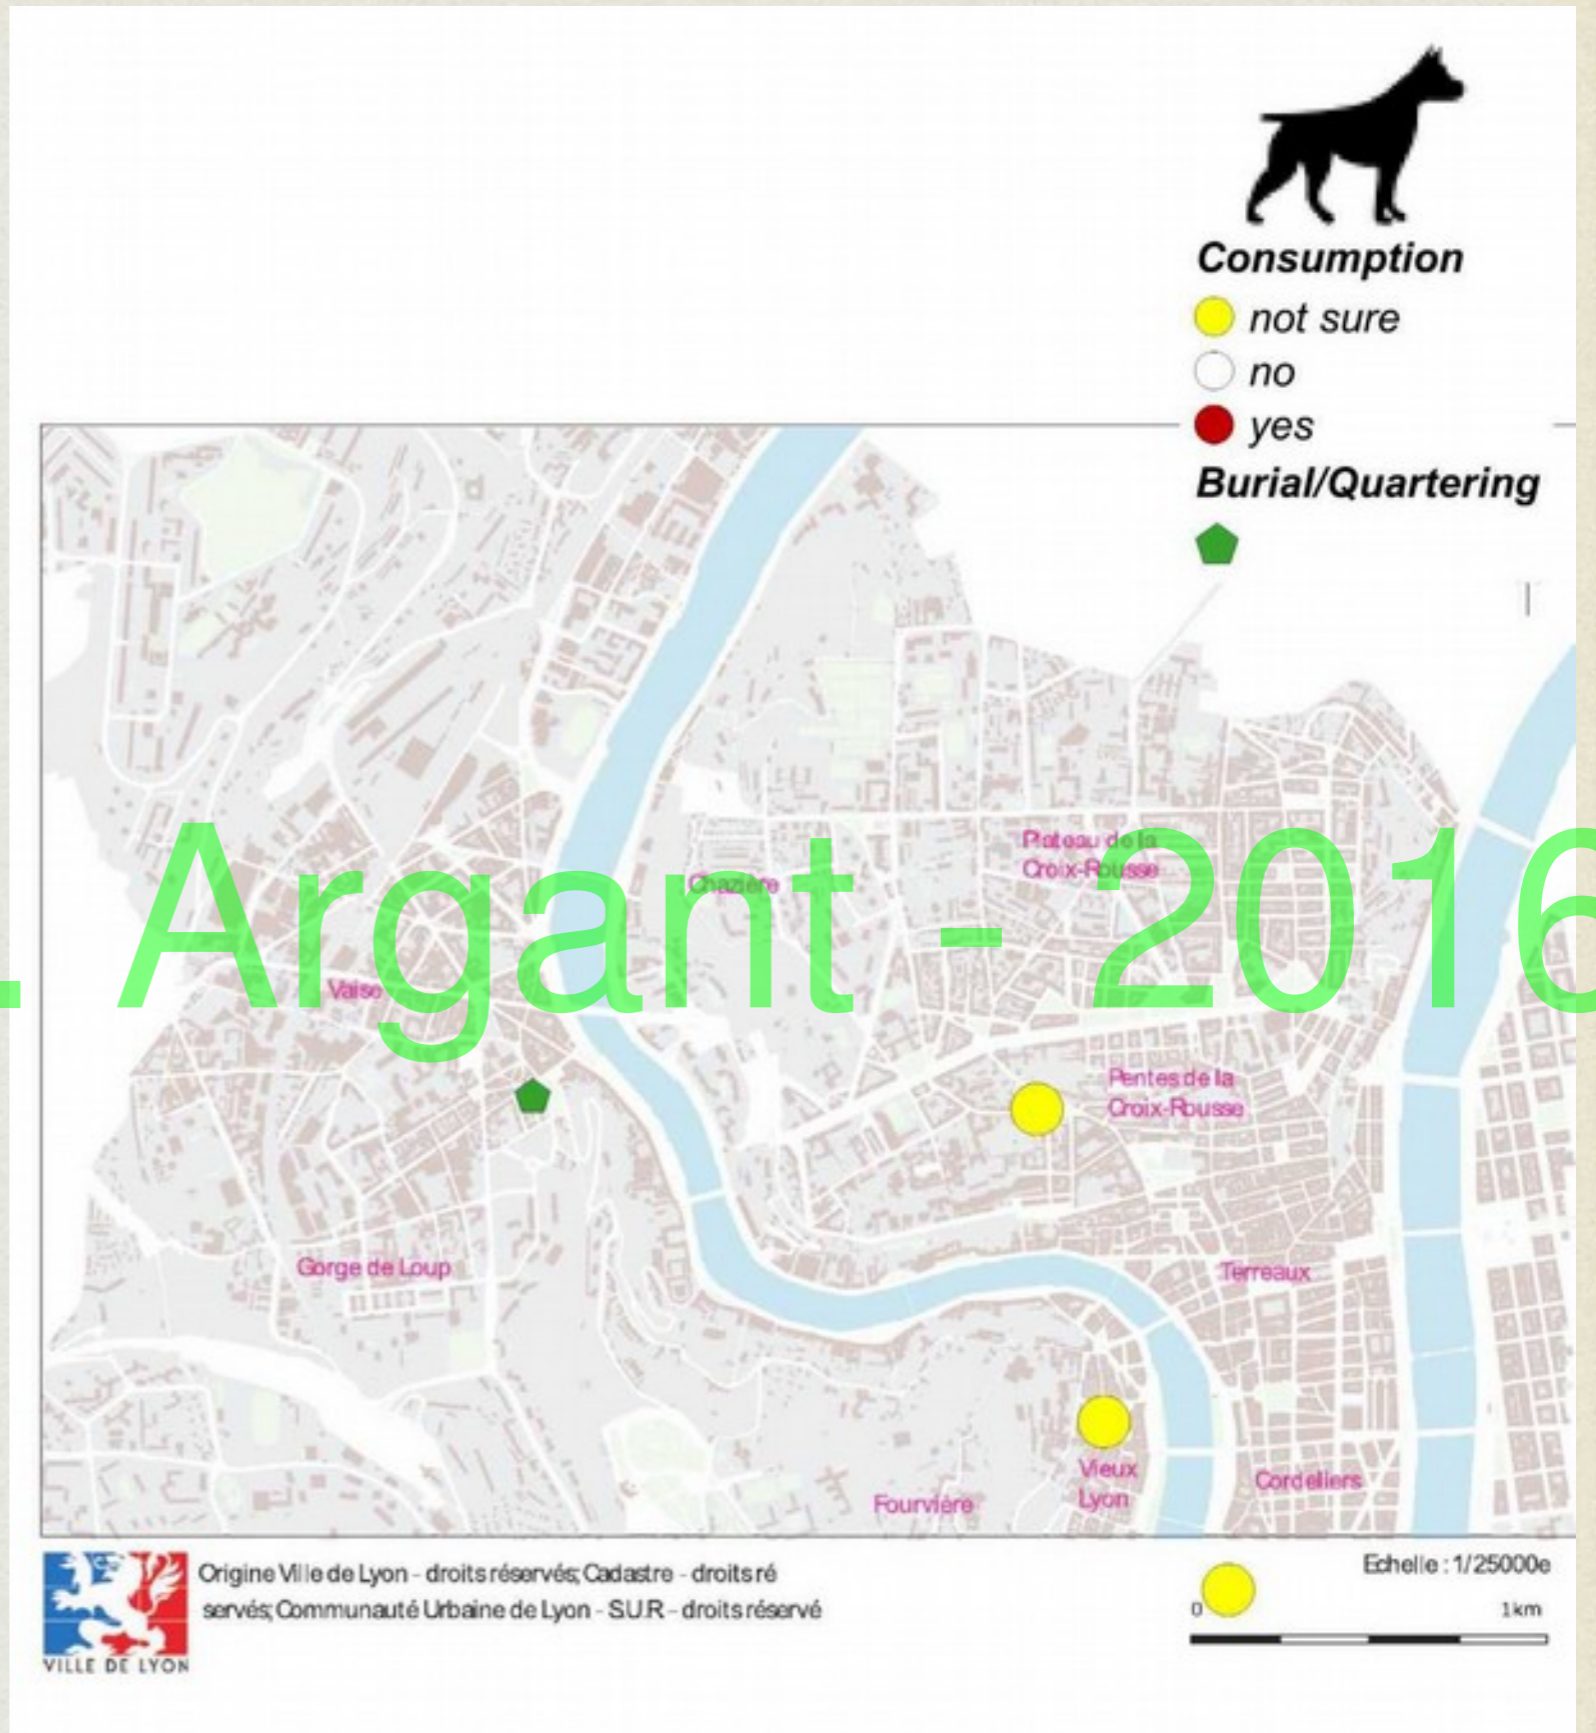 Consumption
not sure
no
yes
Burial/Quartering
Plateau de la
Croix-Rousse
Chazière
. Argant - 2016
Vaise
Pentes de la
Croix-Rousse
Gorge de Loup
Terreaux
Vieux
Lyon
Cordeliers
Fourvière
Origine Ville de Lyon - droits réservés; Cadastre - droits ré
servés; Communauté Urbaine de Lyon - S.U.R - droits réservé
Echelle : 1/25000e
0 1 km
VILLE DE LYON